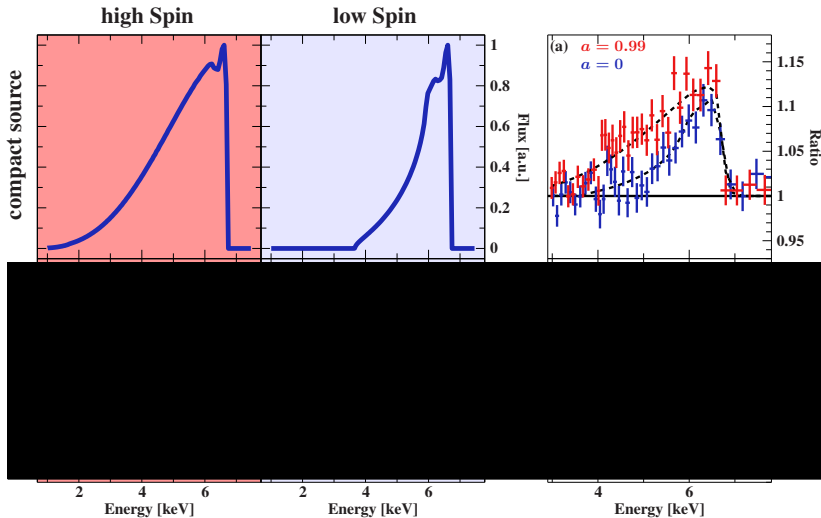 high Spin
low Spin
compact source
1
0.8
0.6
0.4
0.2
0
Flux [a.u.]
(a)
a = 0.99
a = 0
1.15
1.1
1.05
1
0.95
Ratio
2 4 6
2 4 6
4 6
Energy [keV]
Energy [keV]
Energy [keV]